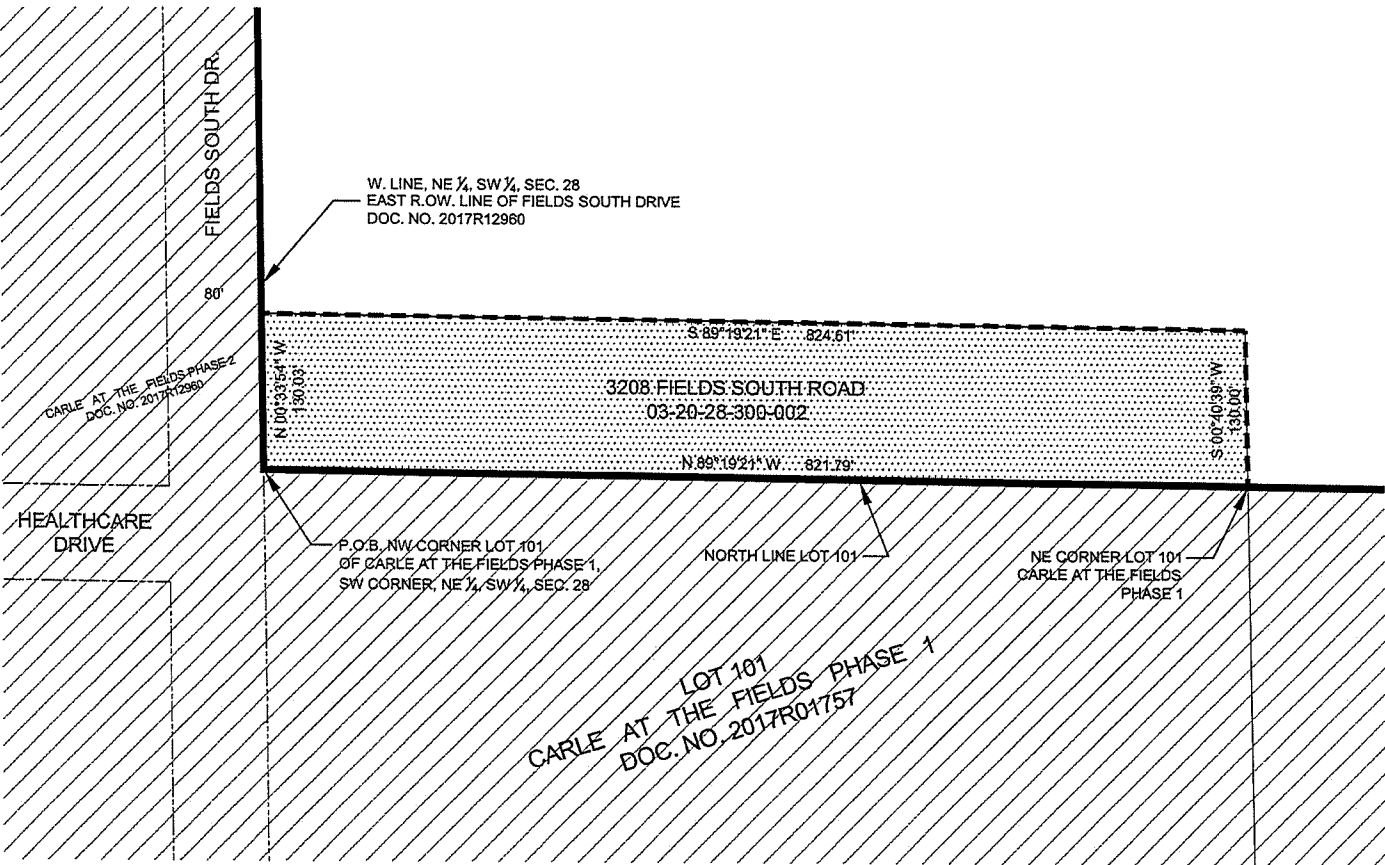 FIELDS SOUTH DR.
W. LINE, NE ¼, SW ¼, SEC. 28
EAST R.OW. LINE OF FIELDS SOUTH DRIVE
DOC. NO. 2017R12960
80'
S 89°19'21" E 824.61'
CARLE AT THE FIELDS PHASE 2
DOC. NO. 2017R12960
N 00°33'54" W
130.03'
3208 FIELDS SOUTH ROAD
03-20-28-300-002
S 00°40'39" W
130.00'
N 89°19'21" W 821.79'
HEALTHCARE
DRIVE
P.O.B. NW CORNER LOT 101
OF CARLE AT THE FIELDS PHASE 1,
SW CORNER, NE ¼, SW ¼, SEC. 28
NORTH LINE LOT 101
NE CORNER LOT 101
CARLE AT THE FIELDS
PHASE 1
LOT 101
CARLE AT THE FIELDS PHASE 1
DOC. NO. 2017R01757